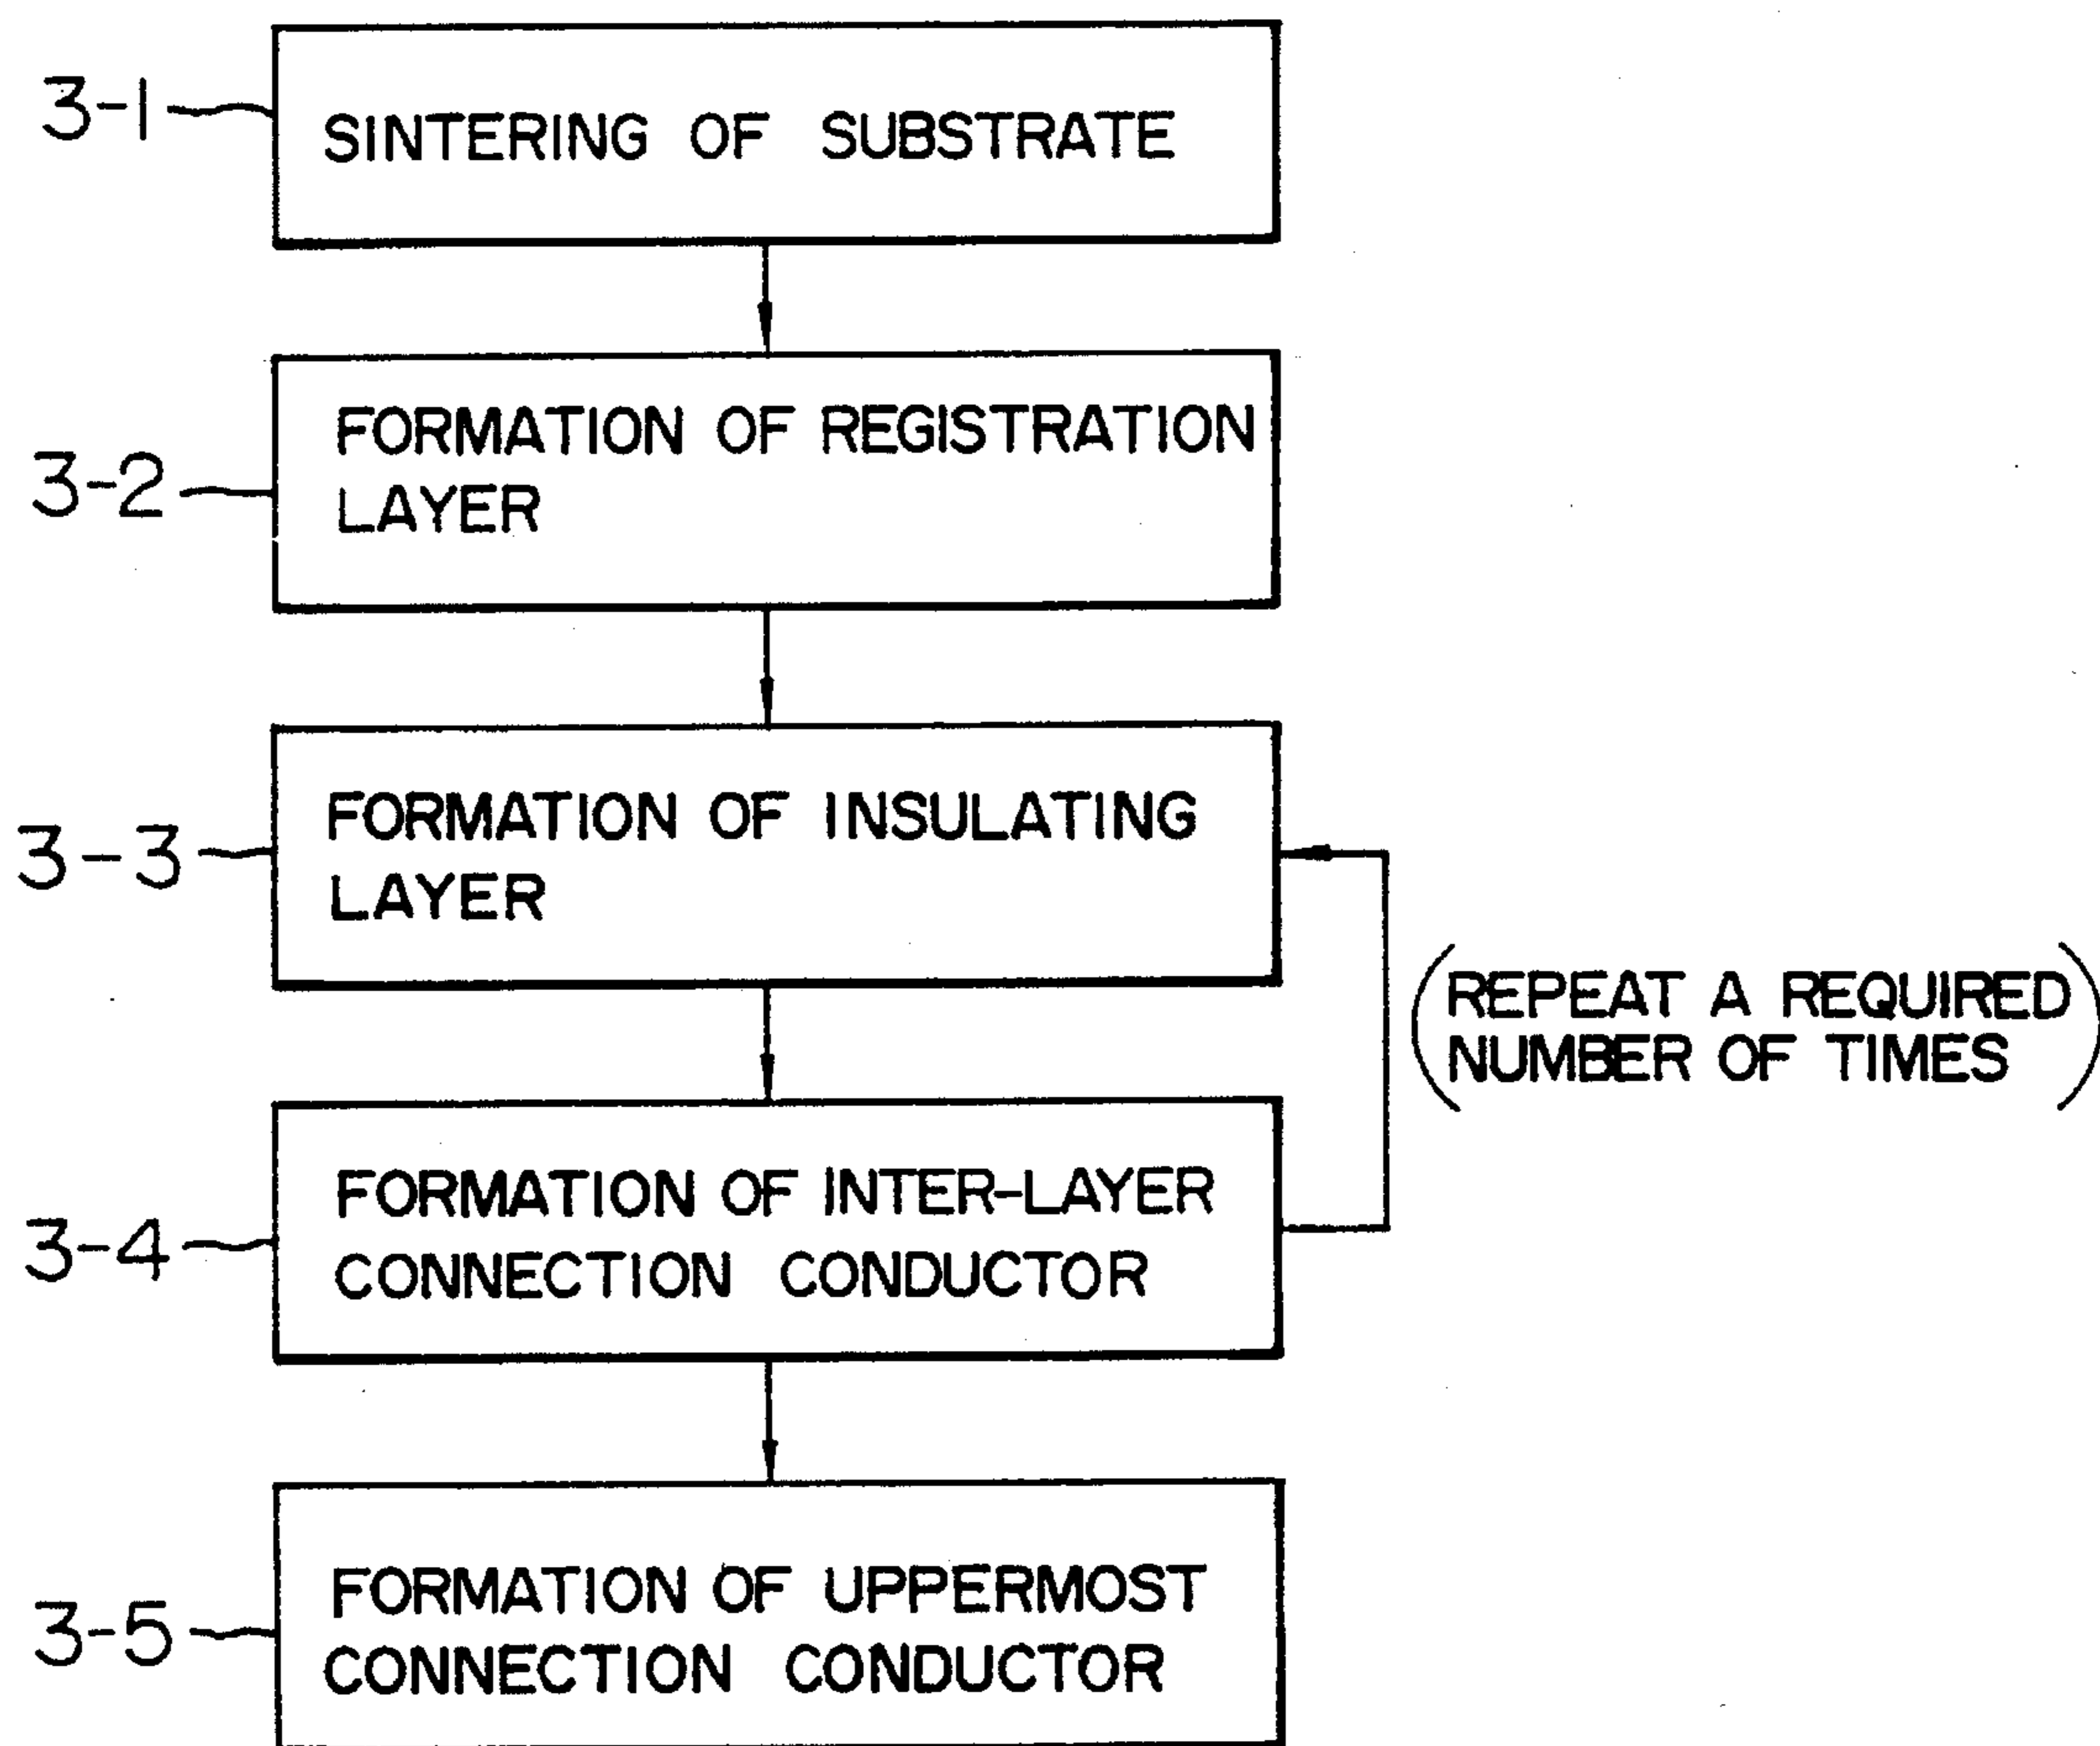 3-1
SINTERING OF SUBSTRATE
3-2
FORMATION OF REGISTRATION
LAYER
3-3
FORMATION OF INSULATING
LAYER
(REPEAT A REQUIRED
NUMBER OF TIMES)
3-4
FORMATION OF INTER-LAYER
CONNECTION CONDUCTOR
3-5
FORMATION OF UPPERMOST
CONNECTION CONDUCTOR